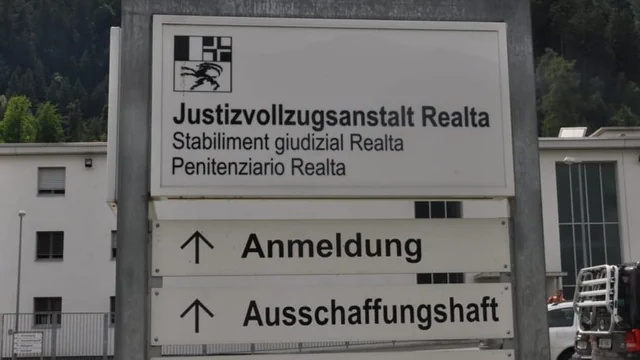 Justizvollzugsanstalt Realta
Stabiliment giudizial Realta
Penitenziario Realta
Anmeldung
Ausschaffungshaft